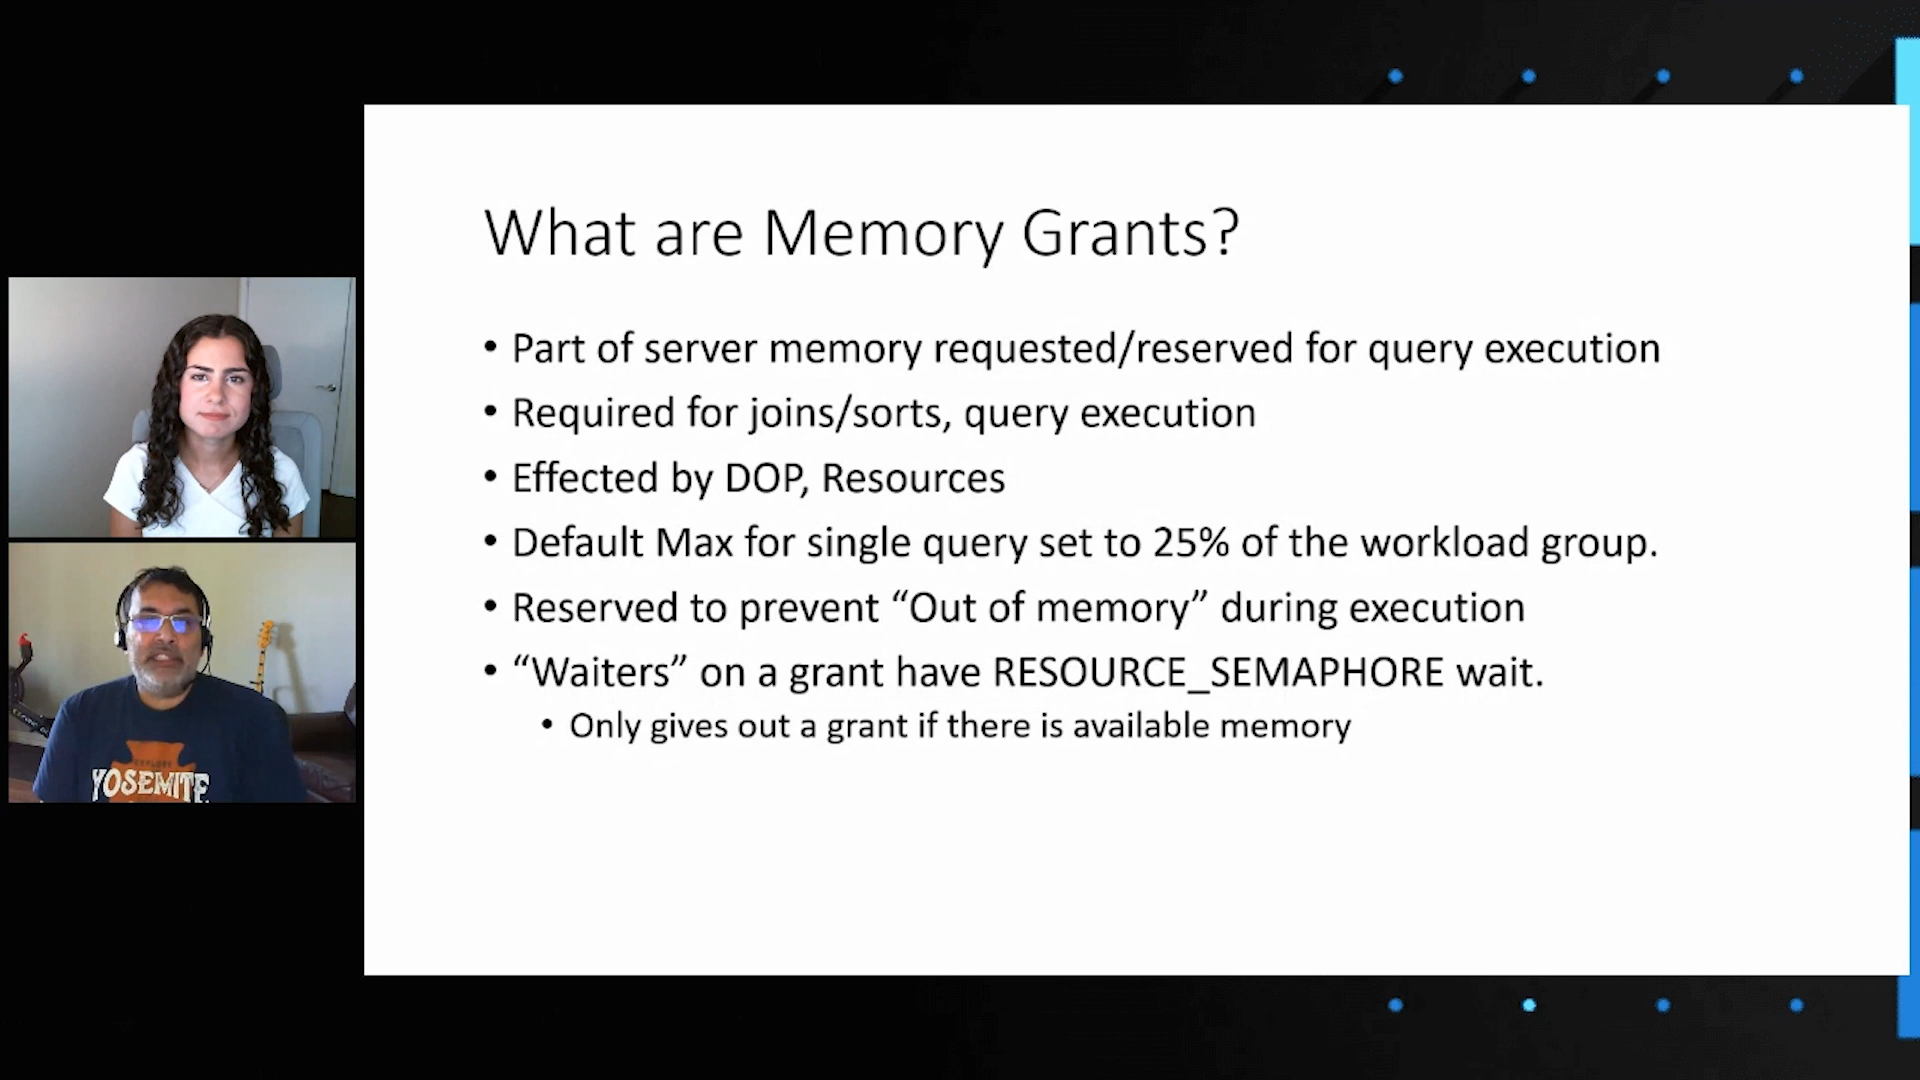 What are Memory Grants?
• Part of server memory requested/reserved for query execution
• Required for joins/sorts, query execution
• Effected by DOP, Resources
• Default Max for single query set to 25% of the workload group.
• Reserved to prevent “Out of memory” during execution
• “Waiters” on a grant have RESOURCE_SEMAPHORE wait.
• Only gives out a grant if there is available memory
EXPLORE
YOSEMITE